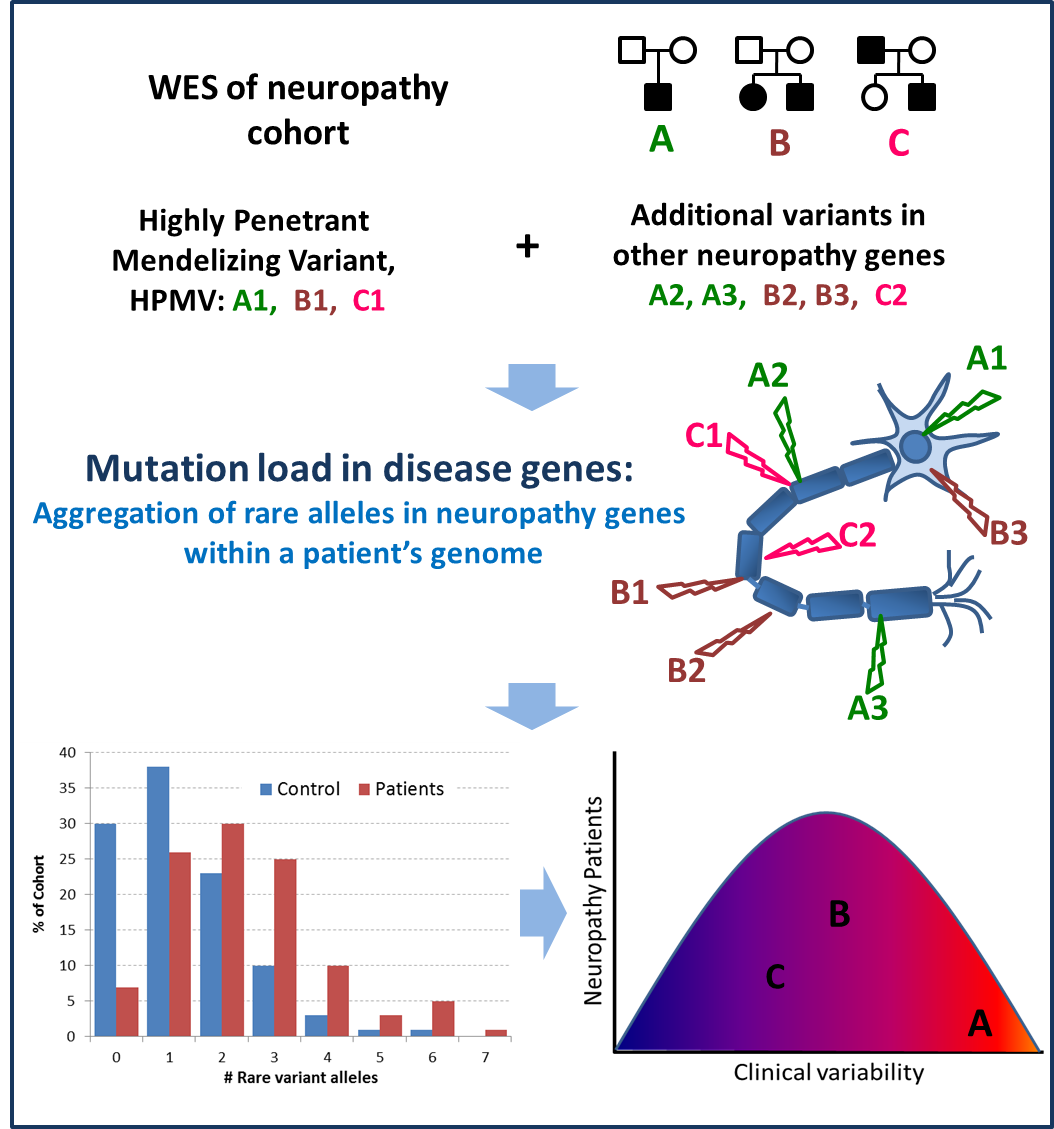 WES of neuropathy
cohort
A
B
C
Highly Penetrant
Mendelizing Variant,
HPMV: A1, B1, C1
+
Additional variants in
other neuropathy genes
A2, A3, B2, B3, C2
Mutation load in disease genes:
Aggregation of rare alleles in neuropathy genes
within a patient's genome
A1
A2
C1
B3
C2
B1
B2
A3
% of Cohort
40
35
30
25
20
15
10
5
0
Control
Patients
0 1 2 3 4 5 6 7
# Rare variant alleles
Neuropathy Patients
B
C
A
Clinical variability